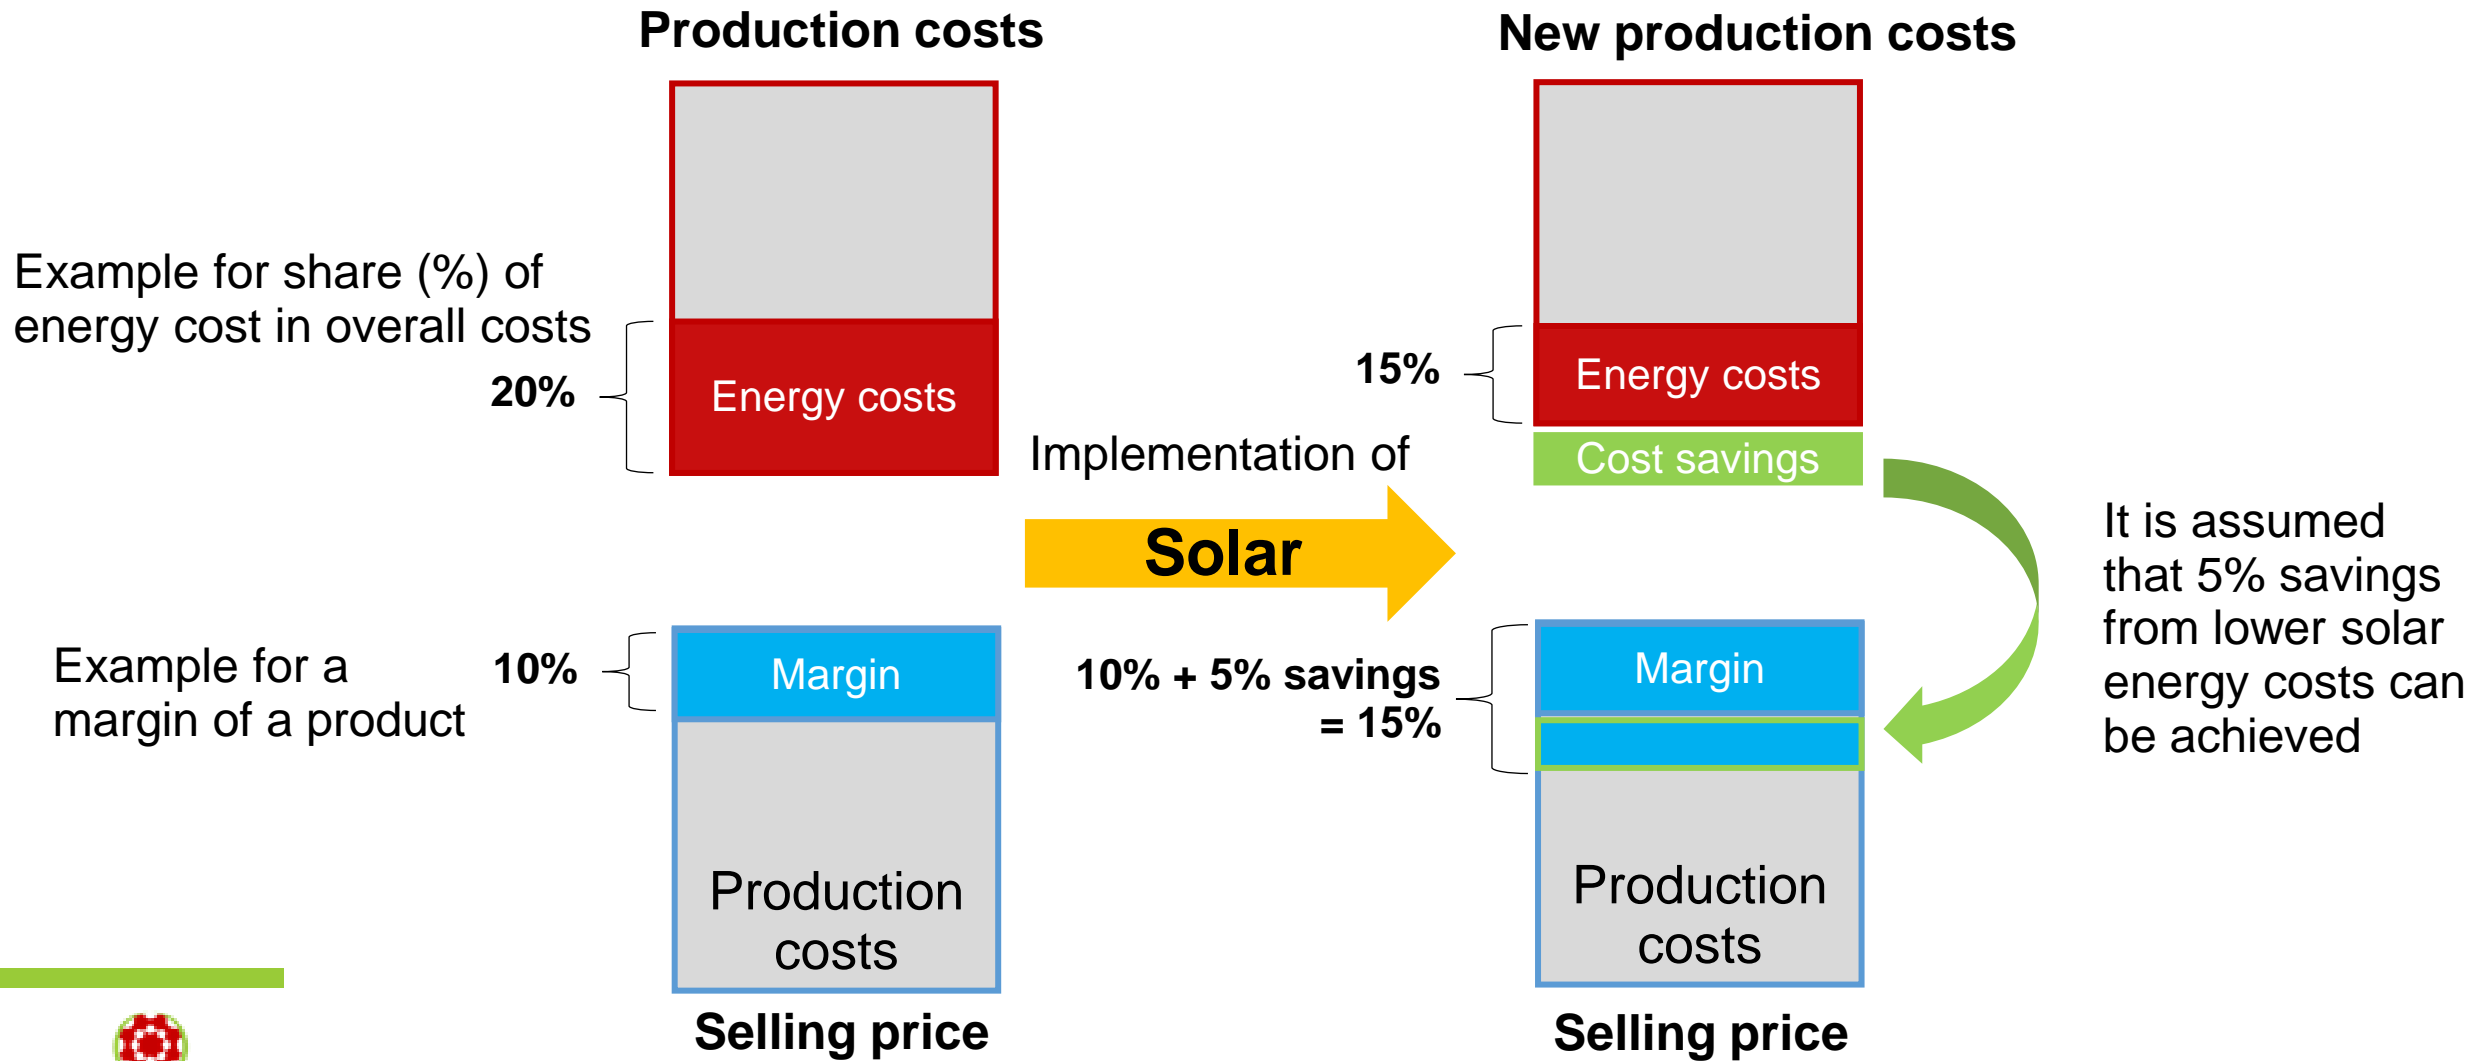 Production costs
New production costs
Example for share (%) of
energy cost in overall costs
20%
Energy costs
15%
Energy costs
Cost savings
Implementation of
Solar
It is assumed
that 5% savings
from lower solar
energy costs can
be achieved
Example for a
margin of a product
10%
Margin
10% + 5% savings
= 15%
Margin
Production
costs
Production
costs
Selling price
Selling price